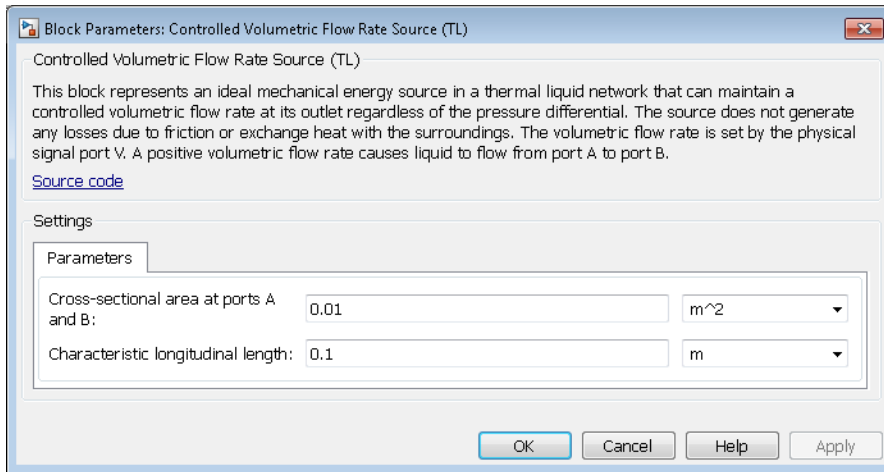 Block Parameters: Controlled Volumetric Flow Rate Source (TL)
Controlled Volumetric Flow Rate Source (TL)
This block represents an ideal mechanical energy source in a thermal liquid network that can maintain a
controlled volumetric flow rate at its outlet regardless of the pressure differential. The source does not generate
any losses due to friction or exchange heat with the surroundings. The volumetric flow rate is set by the physical
signal port V. A positive volumetric flow rate causes liquid to flow from port A to port B.
Source code
Settings
Parameters
Cross-sectional area at ports A
and B:
0.01
m^2
Characteristic longitudinal length:
0.1
m
OK
Cancel
Help
Apply